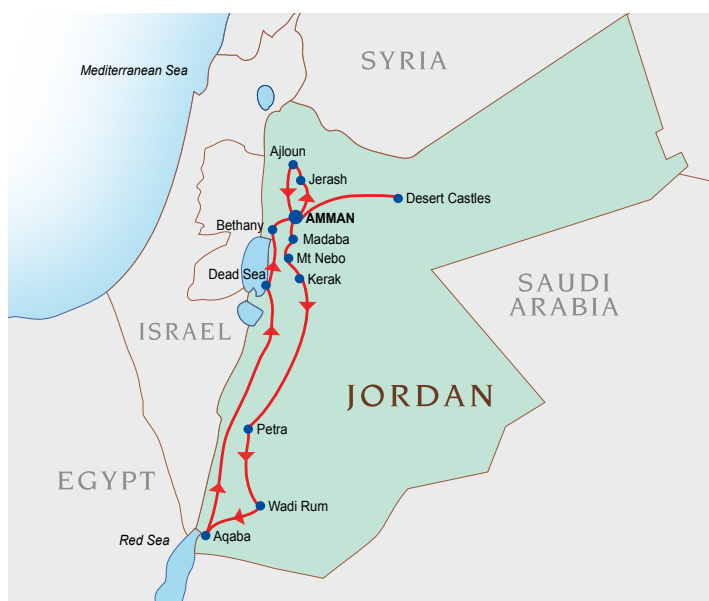 SYRIA
Mediterranean Sea
Ajloun
Jerash
Desert Castles
AMMAN
Bethany
Madaba
Mt Nebo
Dead Sea
Kerak
SAUDI
ARABIA
ISRAEL
JORDAN
Petra
EGYPT
Wadi Rum
Red Sea
Aqaba